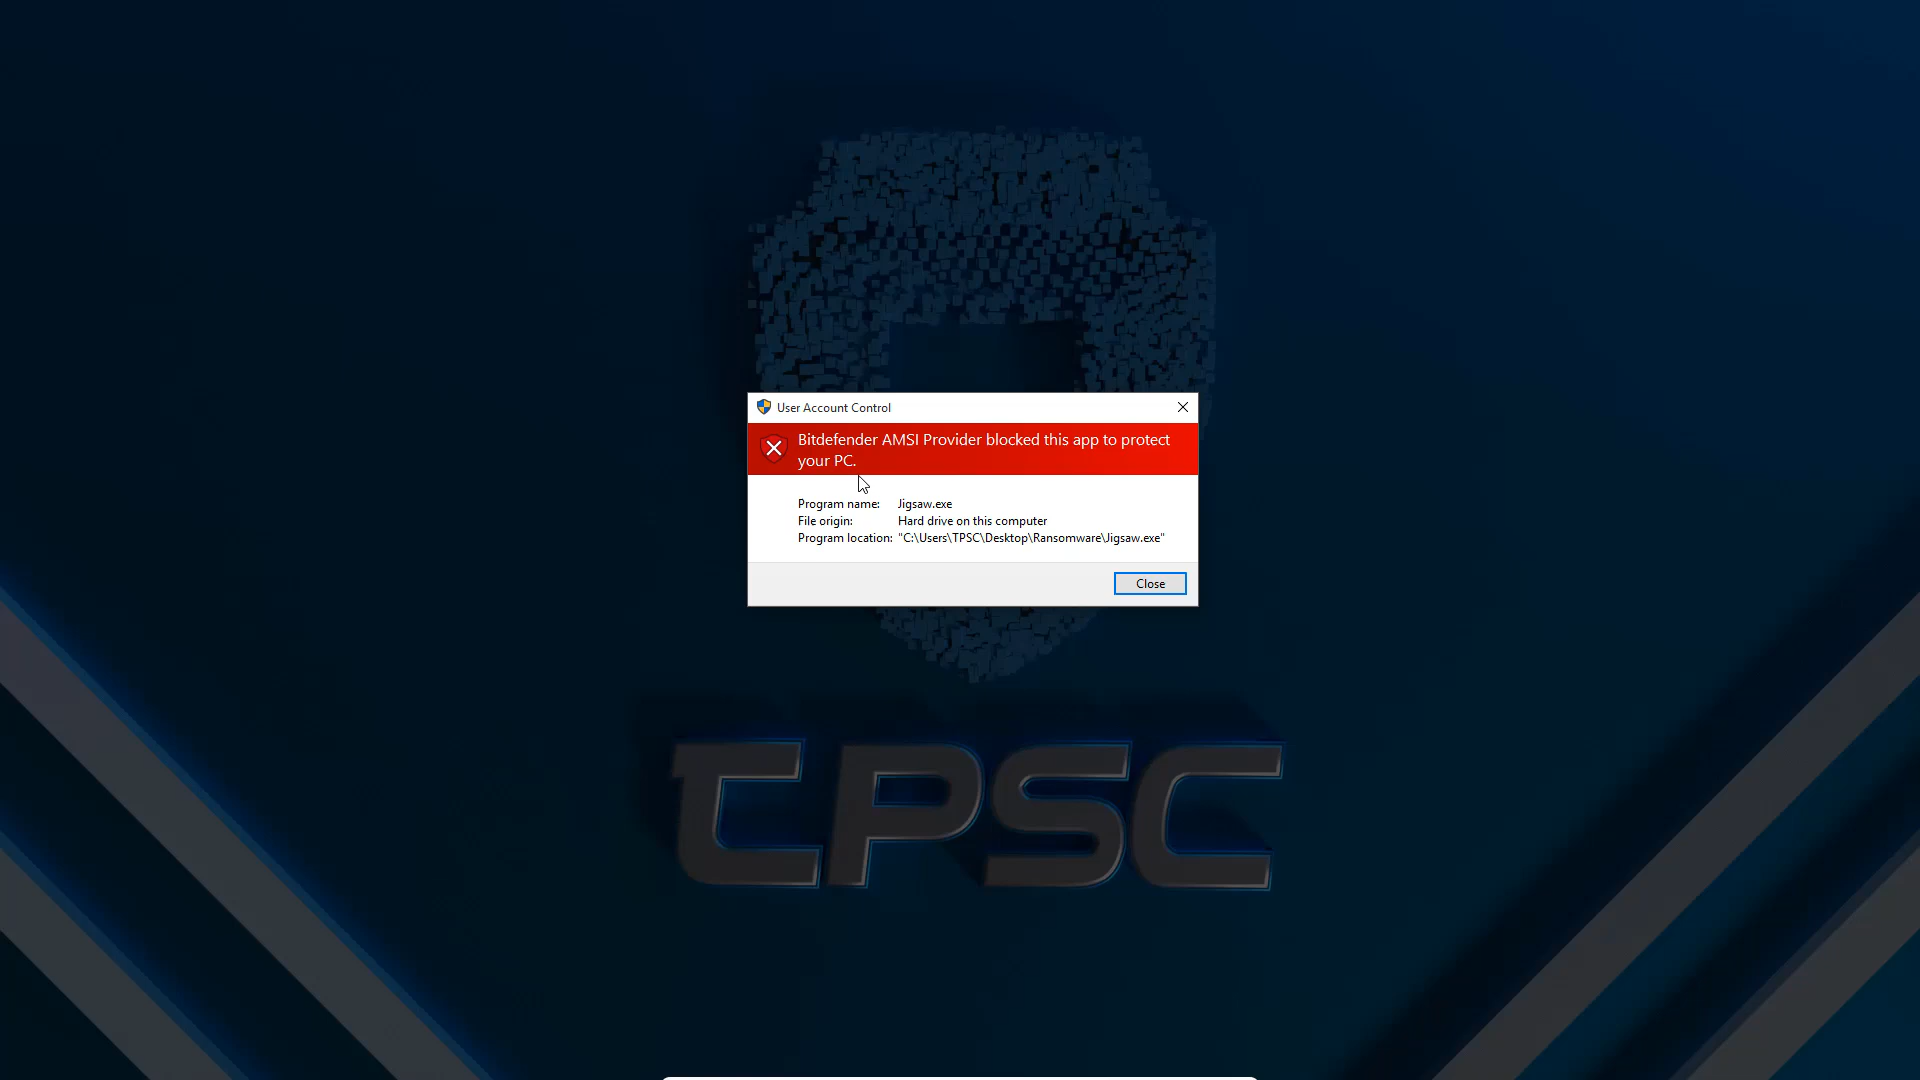 User Account Control
Bitdefender AMSI Provider blocked this app to protect
your PC.
Program name: Jigsaw.exe
File origin: Hard drive on this computer
Program location: "C:\Users\TPSC\Desktop\Ransomware\Jigsaw.exe"
Close
TPSC